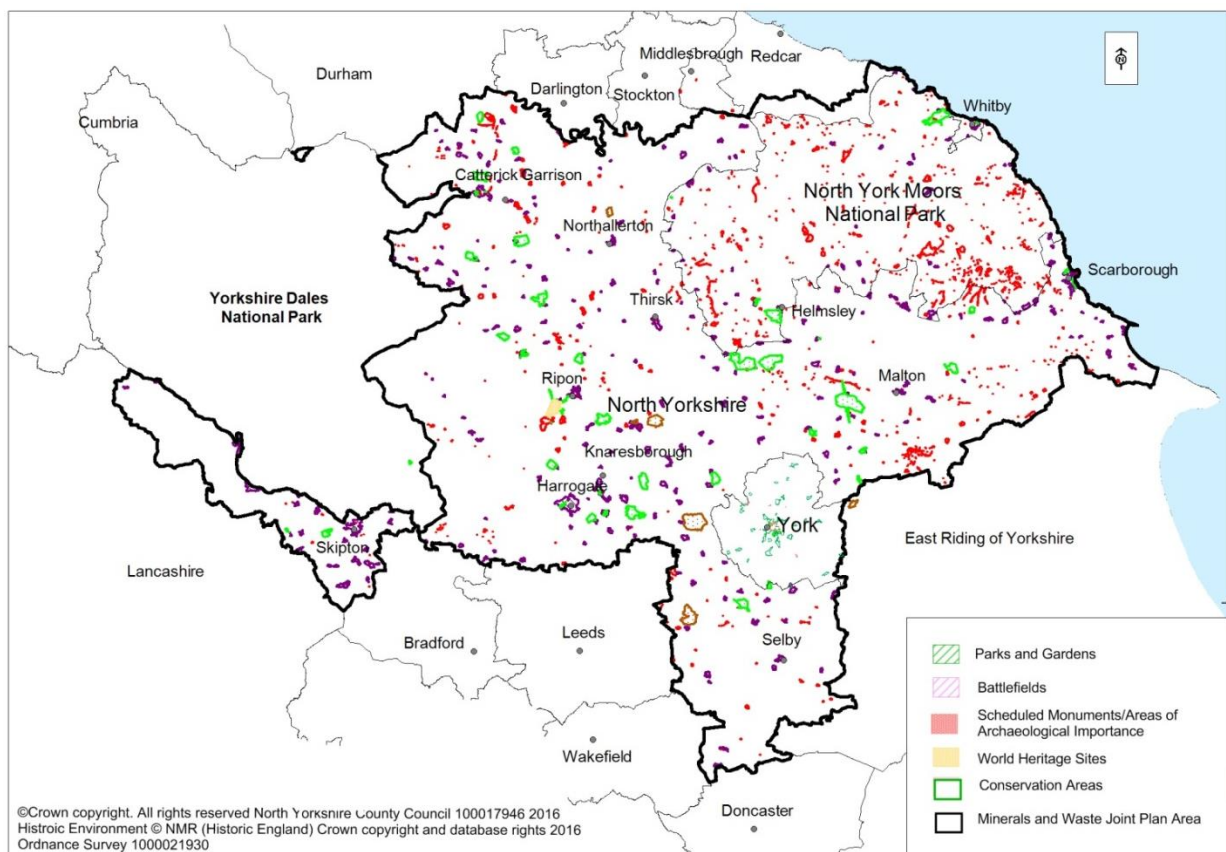 Middlesbrough
Redcar
Durham
Darlington
Stockton
Cumbria
Whitby
Catterick Garrison
North York Moors
National Park
Northallerton
Scarborough
Yorkshire Dales
National Park
Thirsk
Helmsley
Malton
Ripon
North Yorkshire
Knaresborough
Harrogate
York
East Riding of Yorkshire
Skipton
Lancashire
Bradford
Leeds
Selby
Wakefield
Doncaster
N
Parks and Gardens
Battlefields
Scheduled Monuments/Areas of
Archaeological Importance
World Heritage Sites
Conservation Areas
Minerals and Waste Joint Plan Area
©Crown copyright. All rights reserved North Yorkshire County Council 100017946 2016
Histroic Environment © NMR (Historic England) Crown copyright and database rights 2016
Ordnance Survey 1000021930